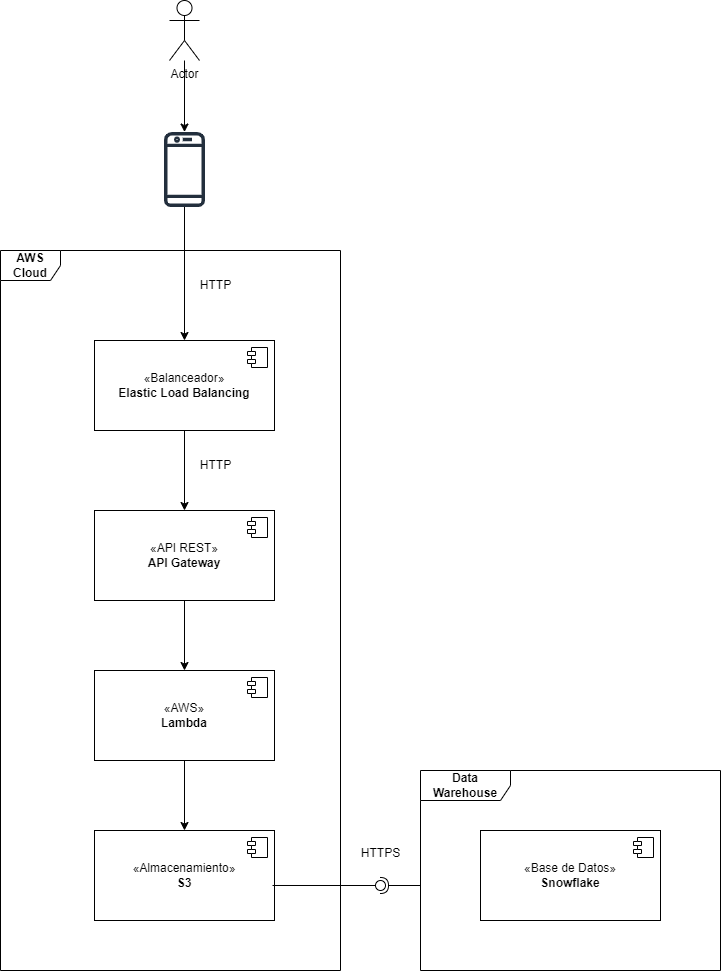 Actor
AWS
Cloud
HTTP
«Balanceador»
Elastic Load Balancing
HTTP
«API REST»
API Gateway
«AWS»
Lambda
«Almacenamiento»
S3
HTTPS
Data
Warehouse
«Base de Datos»
Snowflake